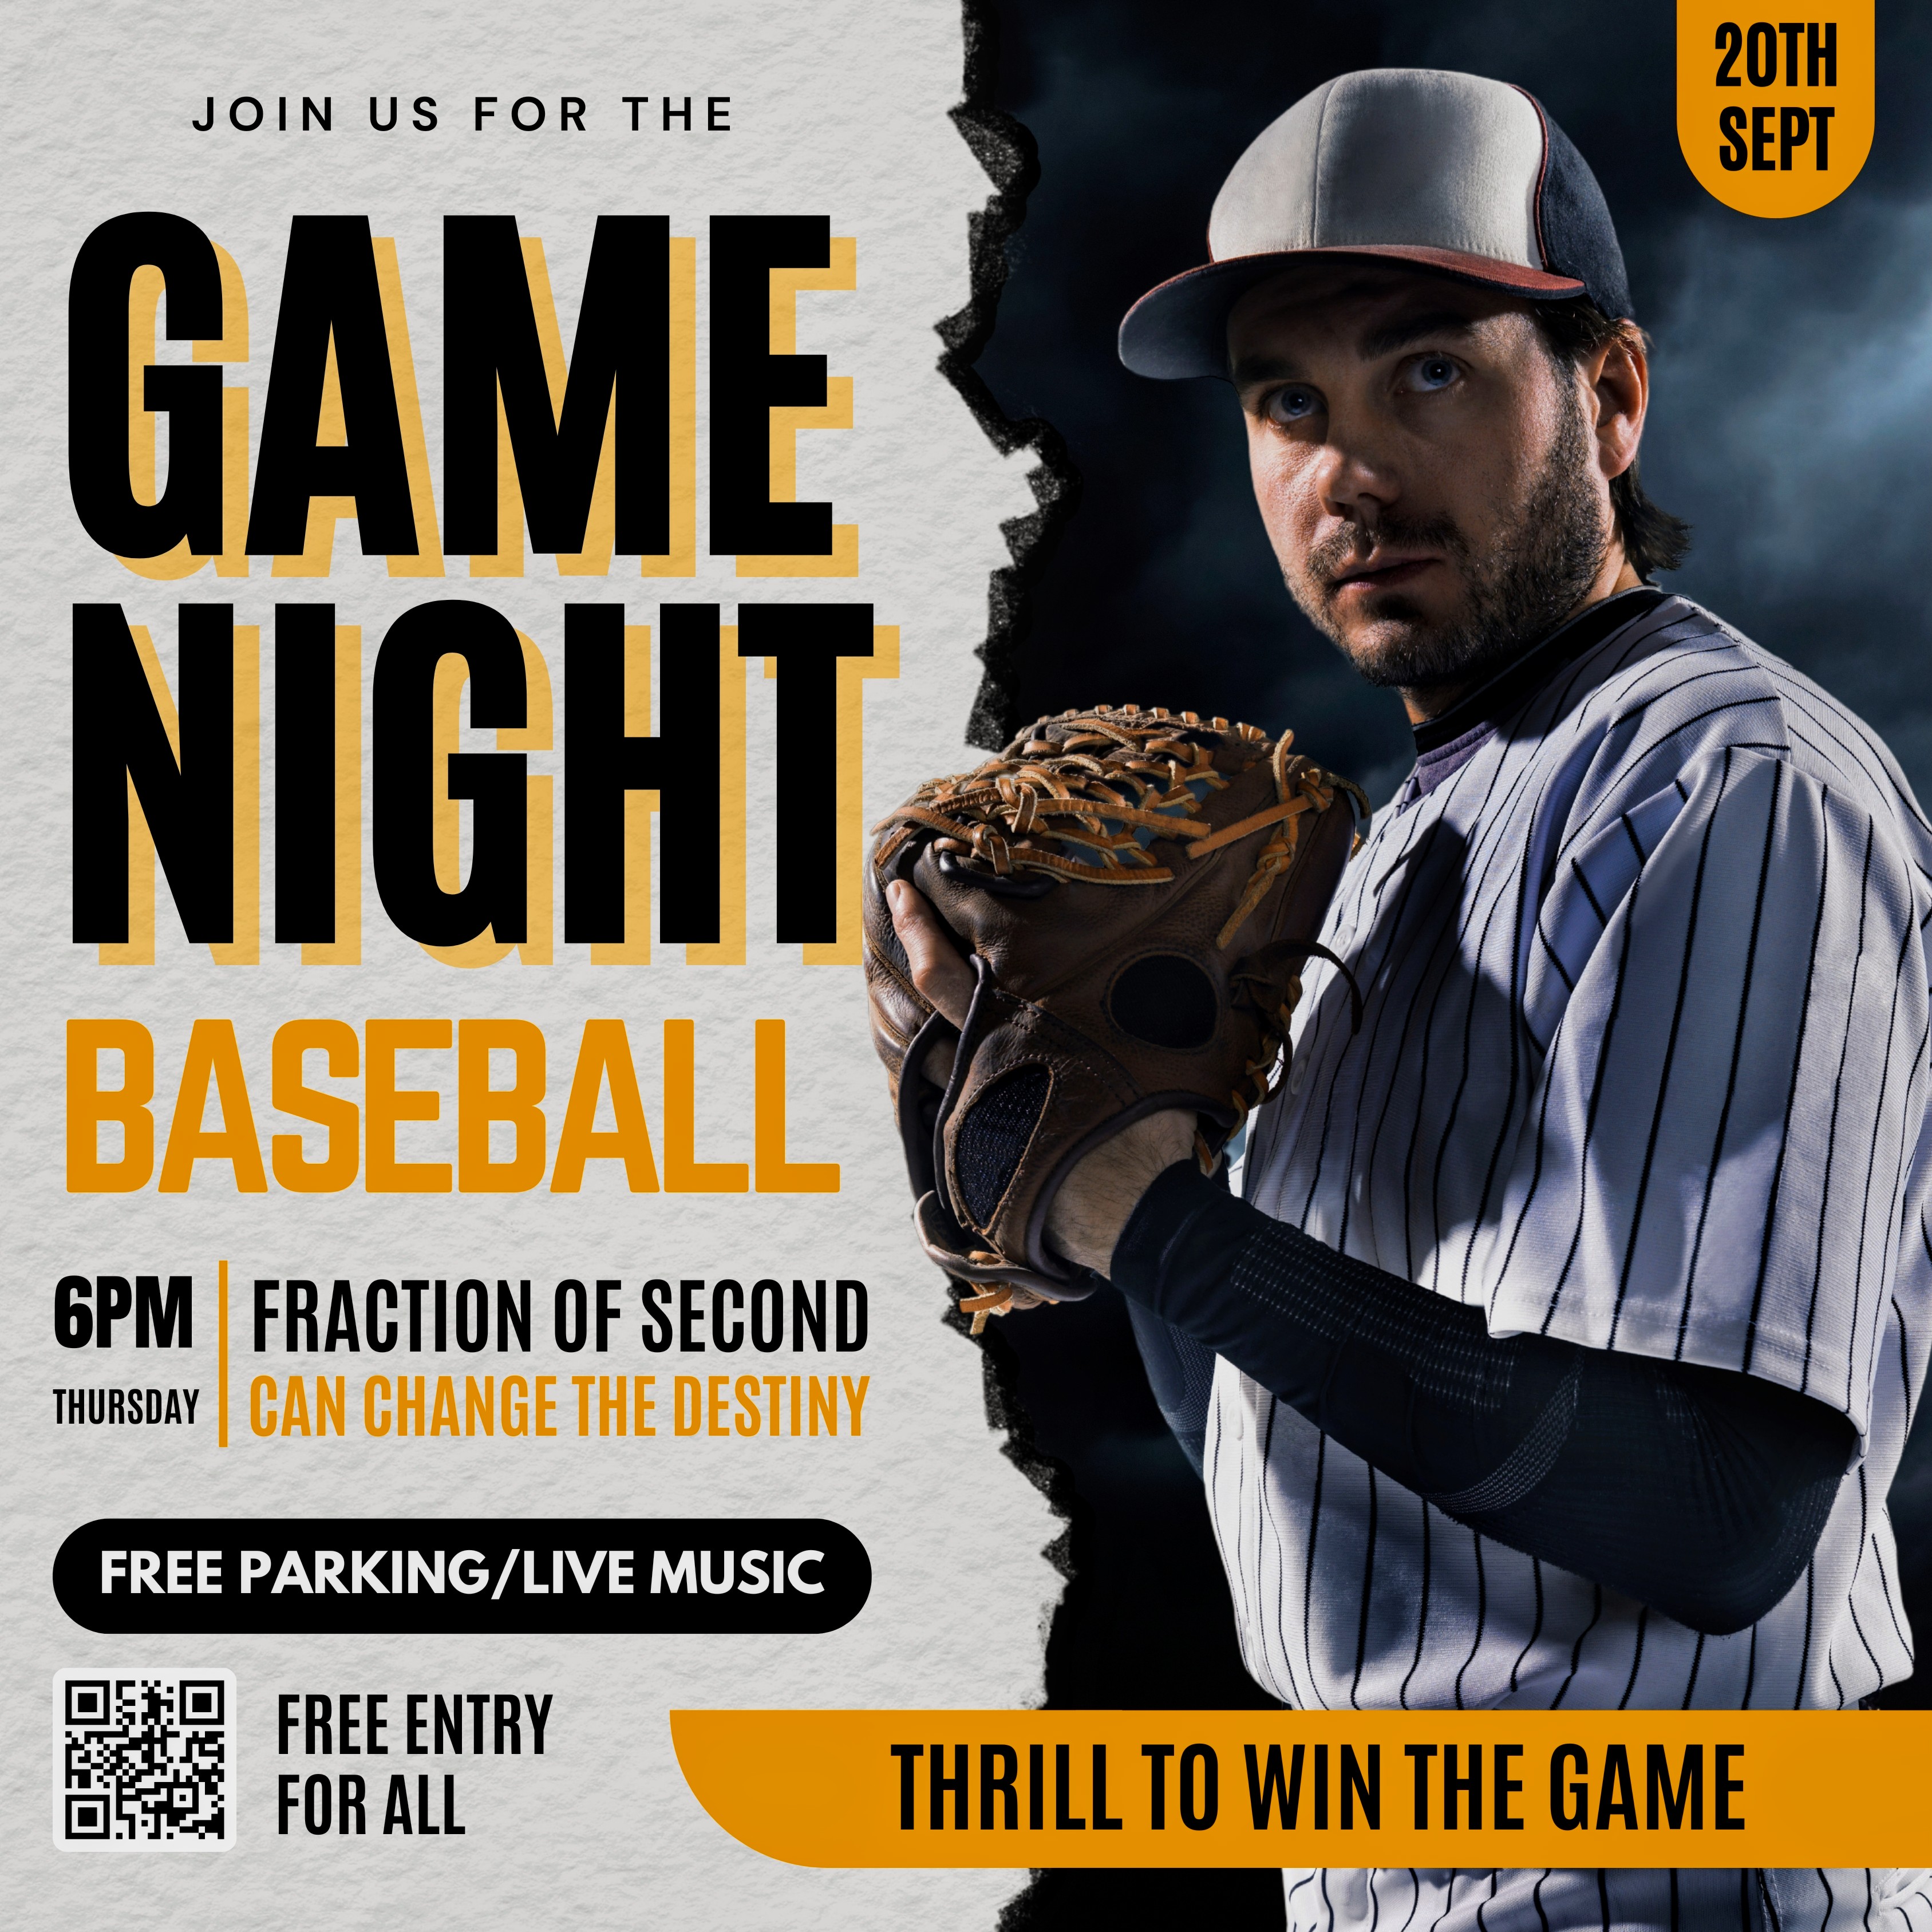 JOIN US FOR THE
20TH
SEPT
GAME
NIGHT
BASEBALL
6PM
THURSDAY
FRACTION OF SECOND
CAN CHANGE THE DESTINY
FREE PARKING/LIVE MUSIC
FREE ENTRY
FOR ALL
THRILL TO WIN THE GAME